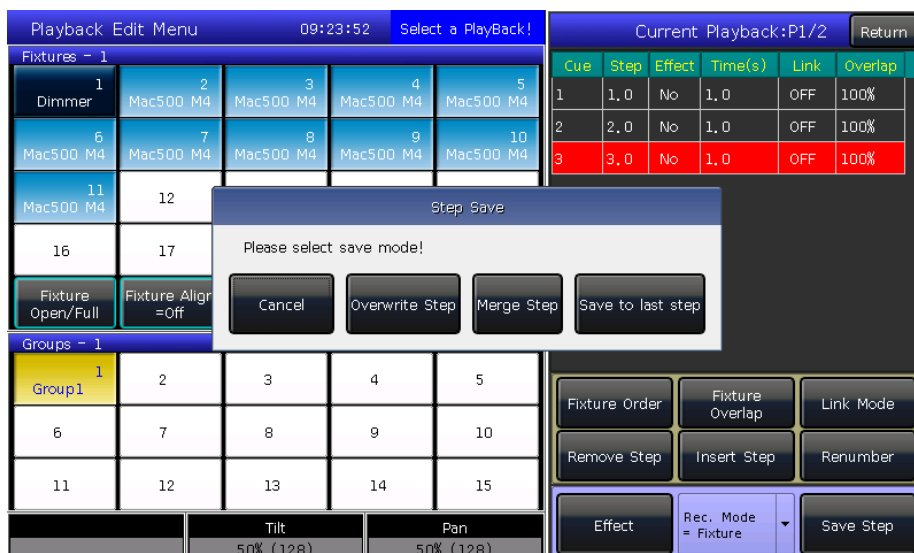 Playback Edit Menu 09:23:52 Select a PlayBack!
Fixtures - 1
1
Dimmer
2
Mac500 M4
3
Mac500 M4
4
Mac500 M4
5
Mac500 M4
6
Mac500 M4
7
Mac500 M4
8
Mac500 M4
9
Mac500 M4
10
Mac500 M4
11
Mac500 M4
12
16
17
Fixture
Open/Full
Fixture Align
=Off
Step Save
Please select save mode!
Cancel
Overwrite Step
Merge Step
Save to last step
Groups - 1
1
Group1
2
3
4
5
6
7
8
9
10
11
12
13
14
15
Tilt
50% (128)
Pan
50% (128)
Current Playback:P1/2
Return
Cue Step Effect Time(s) Link Overlap
1 1.0 No 1.0 OFF 100%
2 2.0 No 1.0 OFF 100%
3 3.0 No 1.0 OFF 100%
Fixture Order
Fixture
Overlap
Link Mode
Remove Step
Insert Step
Renumber
Effect
Rec. Mode
= Fixture
Save Step